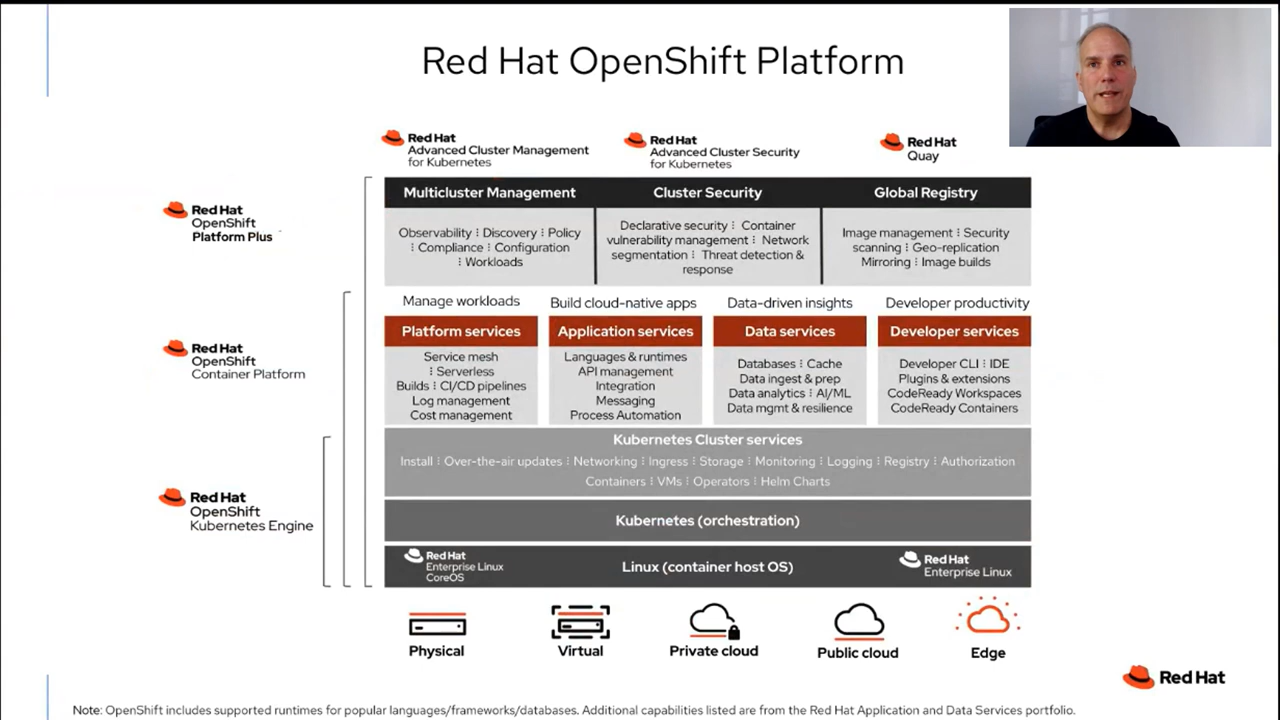 Red Hat OpenShift Platform
Red Hat
Advanced Cluster Management
for Kubernetes
Red Hat
Advanced Cluster Security
for Kubernetes
Red Hat
Quay
Red Hat
OpenShift
Platform Plus
Multicluster Management
Observability ⋮ Discovery ⋮ Policy
⋮ Compliance ⋮ Configuration
⋮ Workloads
Cluster Security
Declarative security ⋮ Container
vulnerability management ⋮ Network
segmentation ⋮ Threat detection &
response
Global Registry
Image management ⋮ Security
scanning ⋮ Geo-replication
Mirroring ⋮ Image builds
Red Hat
OpenShift
Container Platform
Manage workloads
Platform services
Service mesh
⋮ Serverless
Builds ⋮ CI/CD pipelines
Log management
Cost management
Build cloud-native apps
Application services
Languages & runtimes
API management
Integration
Messaging
Process Automation
Data-driven insights
Data services
Databases ⋮ Cache
Data ingest & prep
Data analytics ⋮ AI/ML
Data mgmt & resilience
Developer productivity
Developer services
Developer CLI ⋮ IDE
Plugins & extensions
CodeReady Workspaces
CodeReady Containers
Red Hat
OpenShift
Kubernetes Engine
Kubernetes Cluster services
Install ⋮ Over-the-air updates ⋮ Networking ⋮ Ingress ⋮ Storage ⋮ Monitoring ⋮ Logging ⋮ Registry ⋮ Authorization
Containers ⋮ VMs ⋮ Operators ⋮ Helm Charts
Kubernetes (orchestration)
Red Hat
Enterprise Linux
CoreOS
Linux (container host OS)
Red Hat
Enterprise Linux
Physical
Virtual
Private cloud
Public cloud
Edge
Red Hat
Note: OpenShift includes supported runtimes for popular languages/frameworks/databases. Additional capabilities listed are from the Red Hat Application and Data Services portfolio.